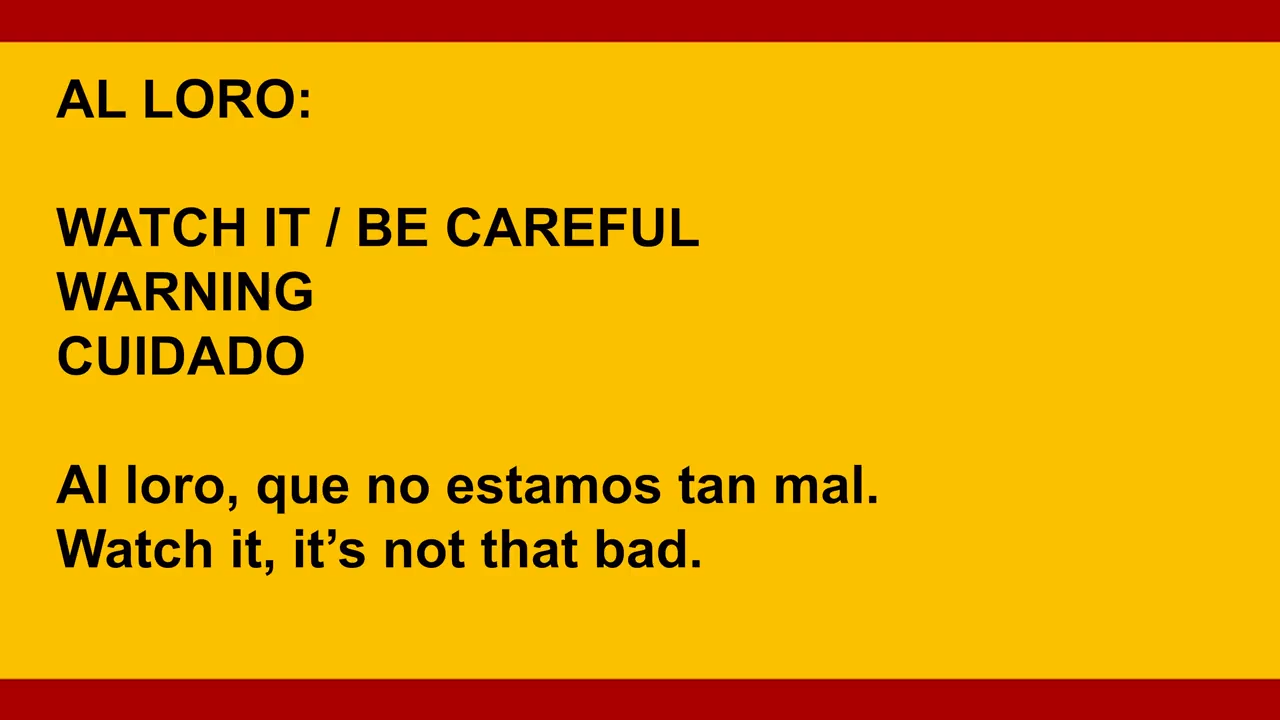 AL LORO:
WATCH IT / BE CAREFUL
WARNING
CUIDADO
Al loro, que no estamos tan mal.
Watch it, it’s not that bad.